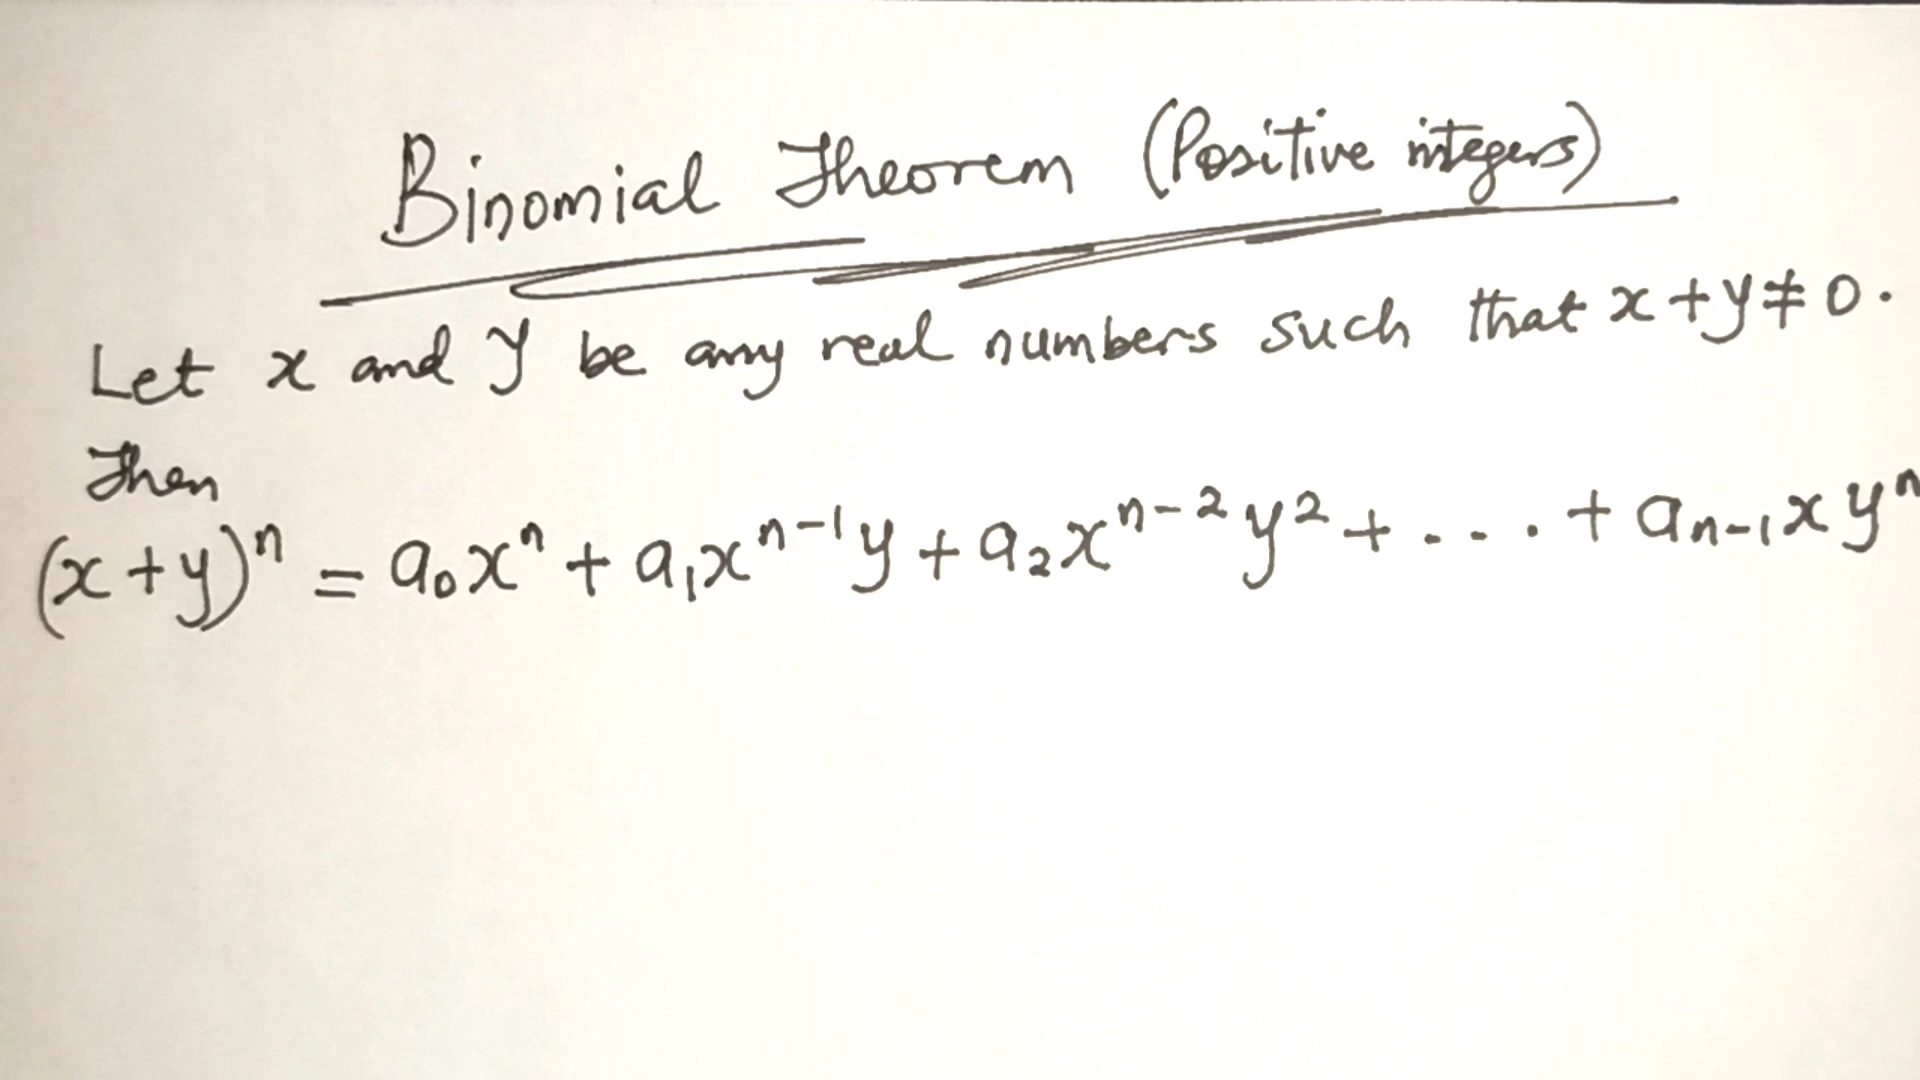 Binomial Theorem (Positive integers)
Let x and y be any real numbers such that x+y≠0.
Then
(x+y)ⁿ = a₀xⁿ + a₁xⁿ⁻¹y + a₂xⁿ⁻²y² + . . . . + aₙ₋₁xyⁿ